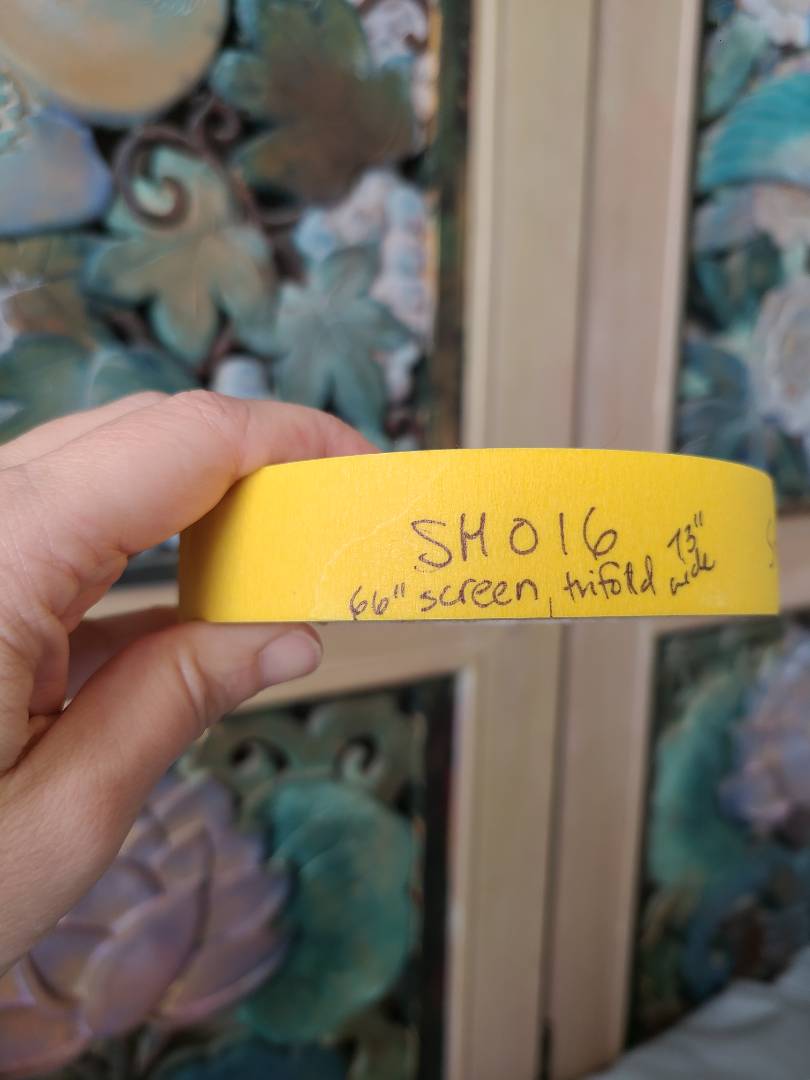 SH016
66" screen, trifold 73" wide